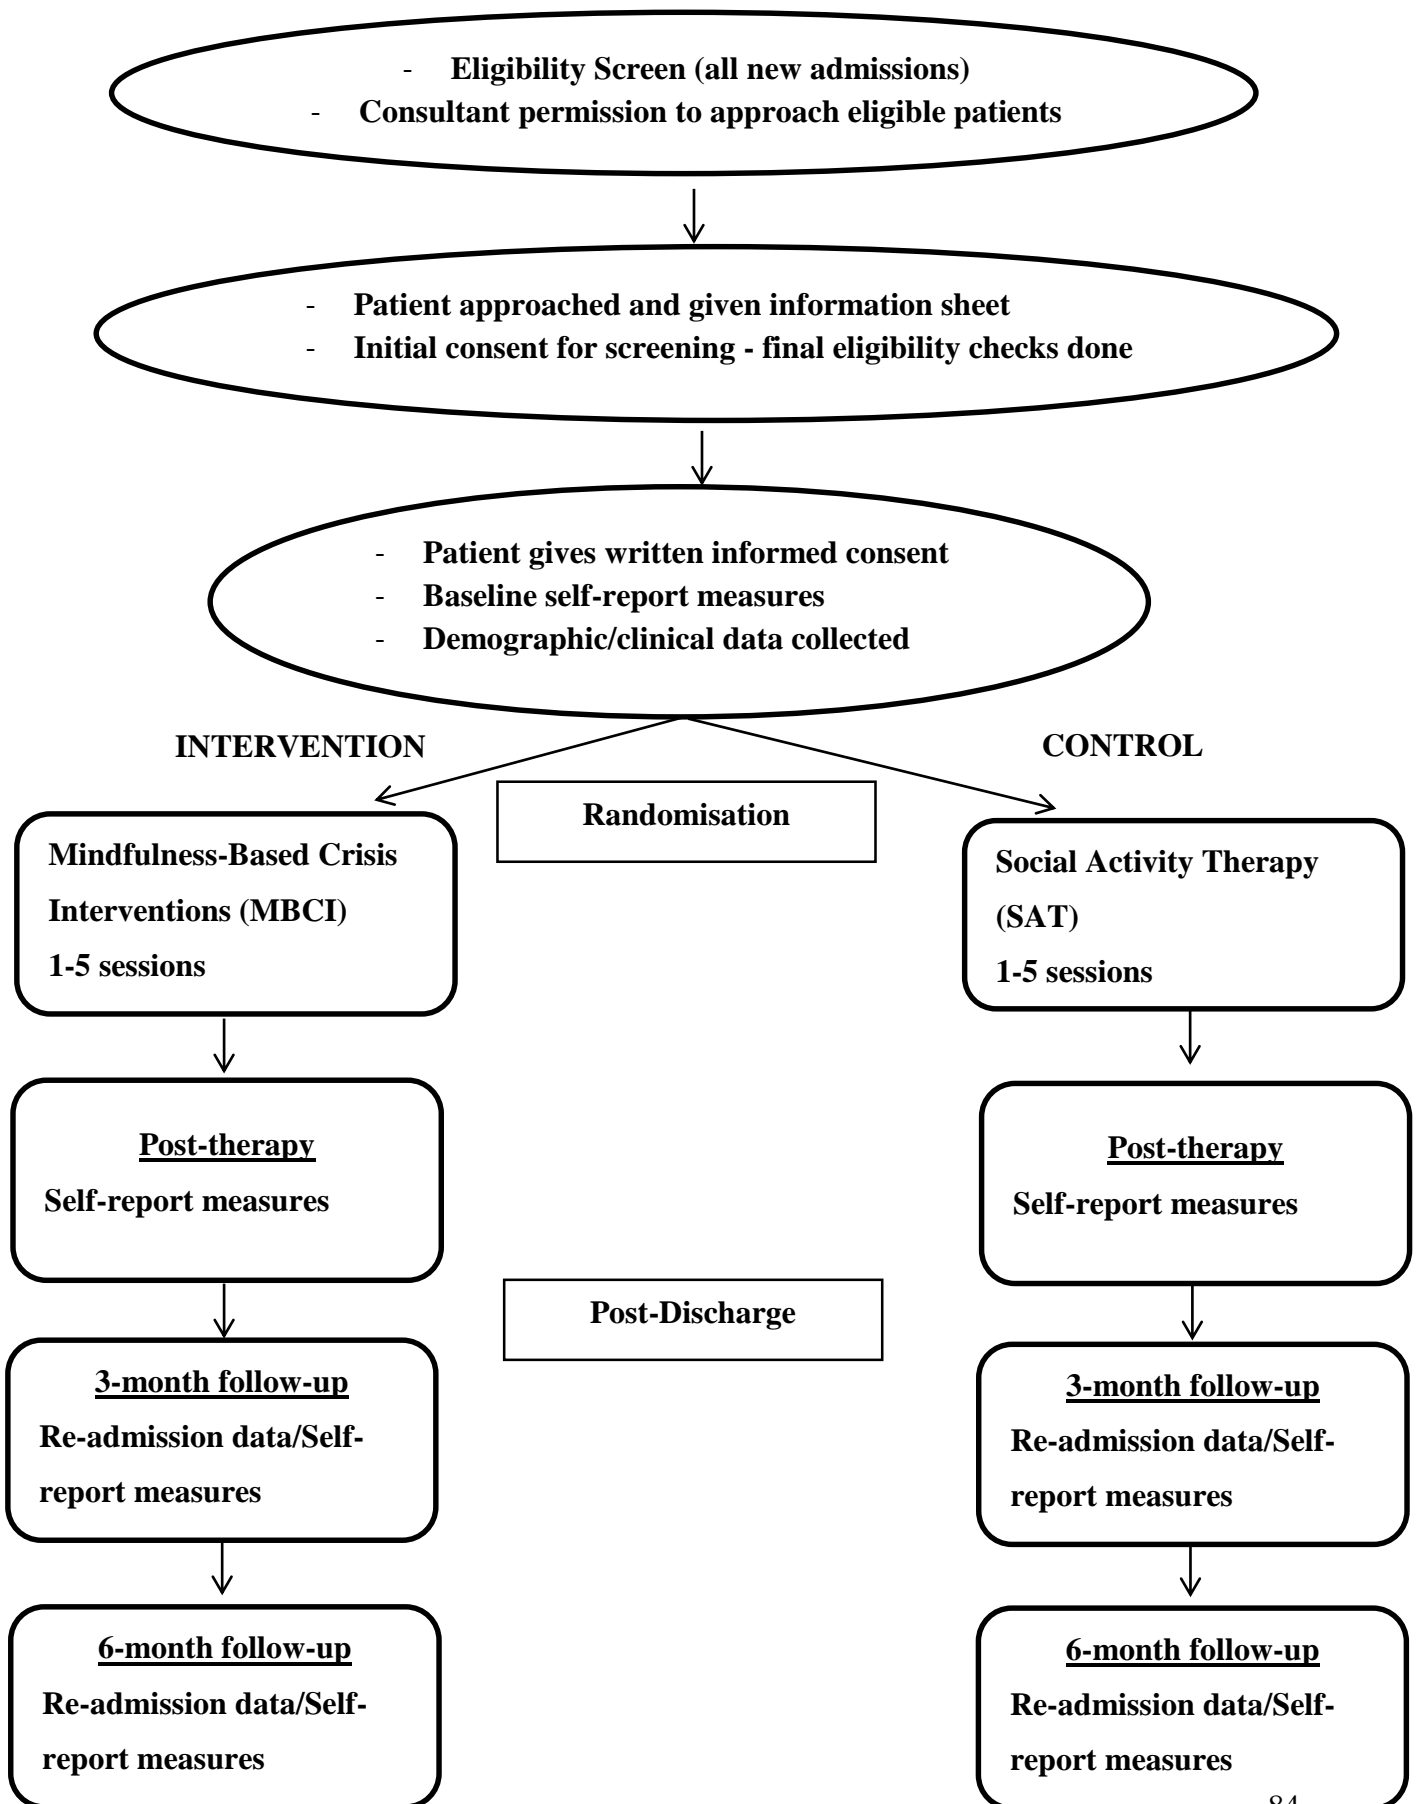 - Eligibility Screen (all new admissions)
- Consultant permission to approach eligible patients
- Patient approached and given information sheet
- Initial consent for screening - final eligibility checks done
- Patient gives written informed consent
- Baseline self-report measures
- Demographic/clinical data collected
INTERVENTION
CONTROL
Randomisation
Mindfulness-Based Crisis
Interventions (MBCI)
1-5 sessions
Social Activity Therapy
(SAT)
1-5 sessions
Post-therapy
Self-report measures
Post-therapy
Self-report measures
Post-Discharge
3-month follow-up
Re-admission data/Self-
report measures
3-month follow-up
Re-admission data/Self-
report measures
6-month follow-up
Re-admission data/Self-
report measures
6-month follow-up
Re-admission data/Self-
report measures
84